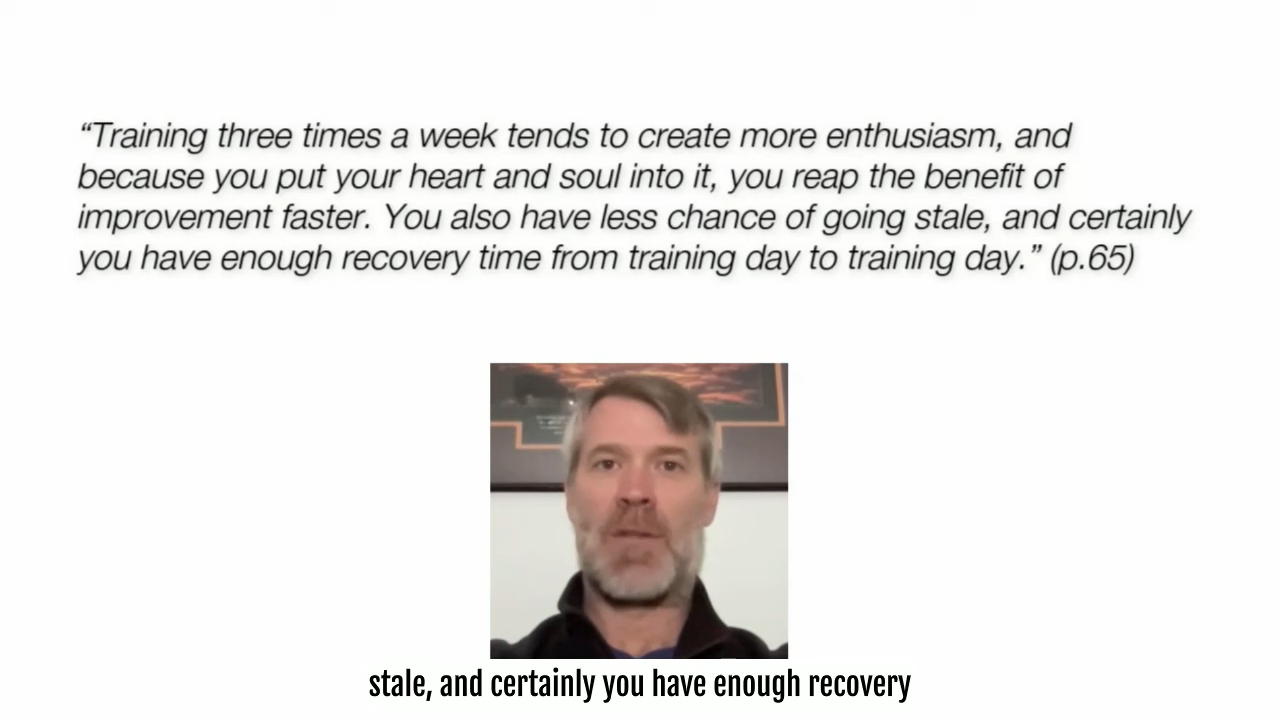 “Training three times a week tends to create more enthusiasm, and
because you put your heart and soul into it, you reap the benefit of
improvement faster. You also have less chance of going stale, and certainly
you have enough recovery time from training day to training day.” (p.65)
stale, and certainly you have enough recovery